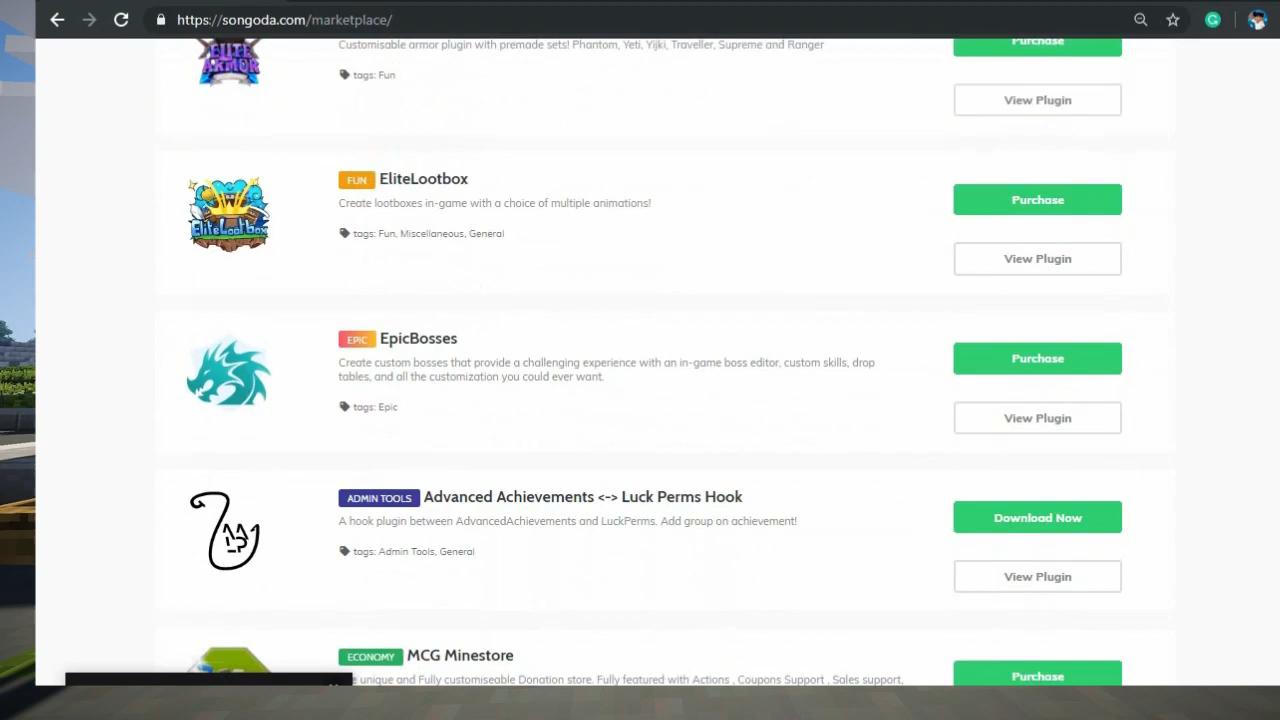 https://songoda.com/marketplace/
ELITE ARMOR
Customisable armor plugin with premade sets! Phantom, Yeti, Yijki, Traveller, Supreme and Ranger
Purchase
tags: Fun
View Plugin
EliteLootbox
FUN EliteLootbox
Create lootboxes in-game with a choice of multiple animations!
Purchase
tags: Fun, Miscellaneous, General
View Plugin
EPIC EpicBosses
Create custom bosses that provide a challenging experience with an in-game boss editor, custom skills, drop
tables, and all the customization you could ever want.
Purchase
tags: Epic
View Plugin
ADMIN TOOLS Advanced Achievements <-> Luck Perms Hook
A hook plugin between AdvancedAchievements and LuckPerms. Add group on achievement!
Download Now
tags: Admin Tools, General
View Plugin
ECONOMY MCG Minestore
unique and Fully customiseable Donation store. Fully featured with Actions , Coupons Support , Sales support,
Purchase